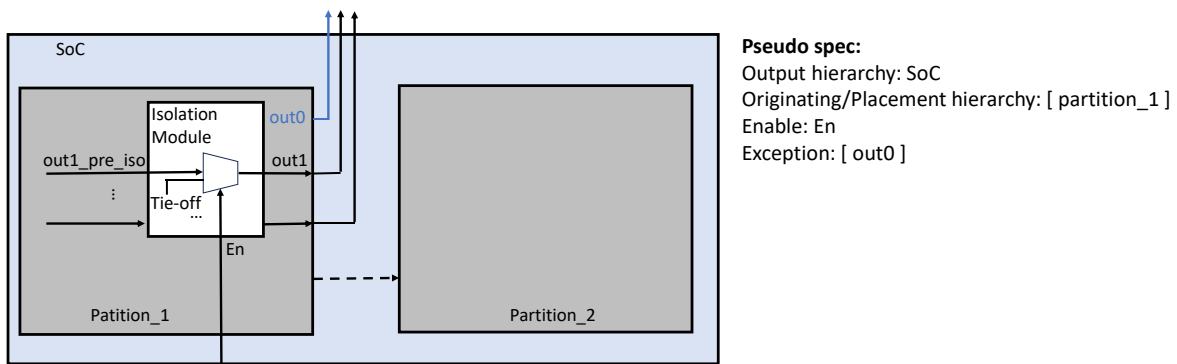 SoC
Isolation
Module
out0
out1_pre_iso
out1
⋮
Tie-off
...
En
Patition_1
Partition_2
Pseudo spec:
Output hierarchy: SoC
Originating/Placement hierarchy: [ partition_1 ]
Enable: En
Exception: [ out0 ]